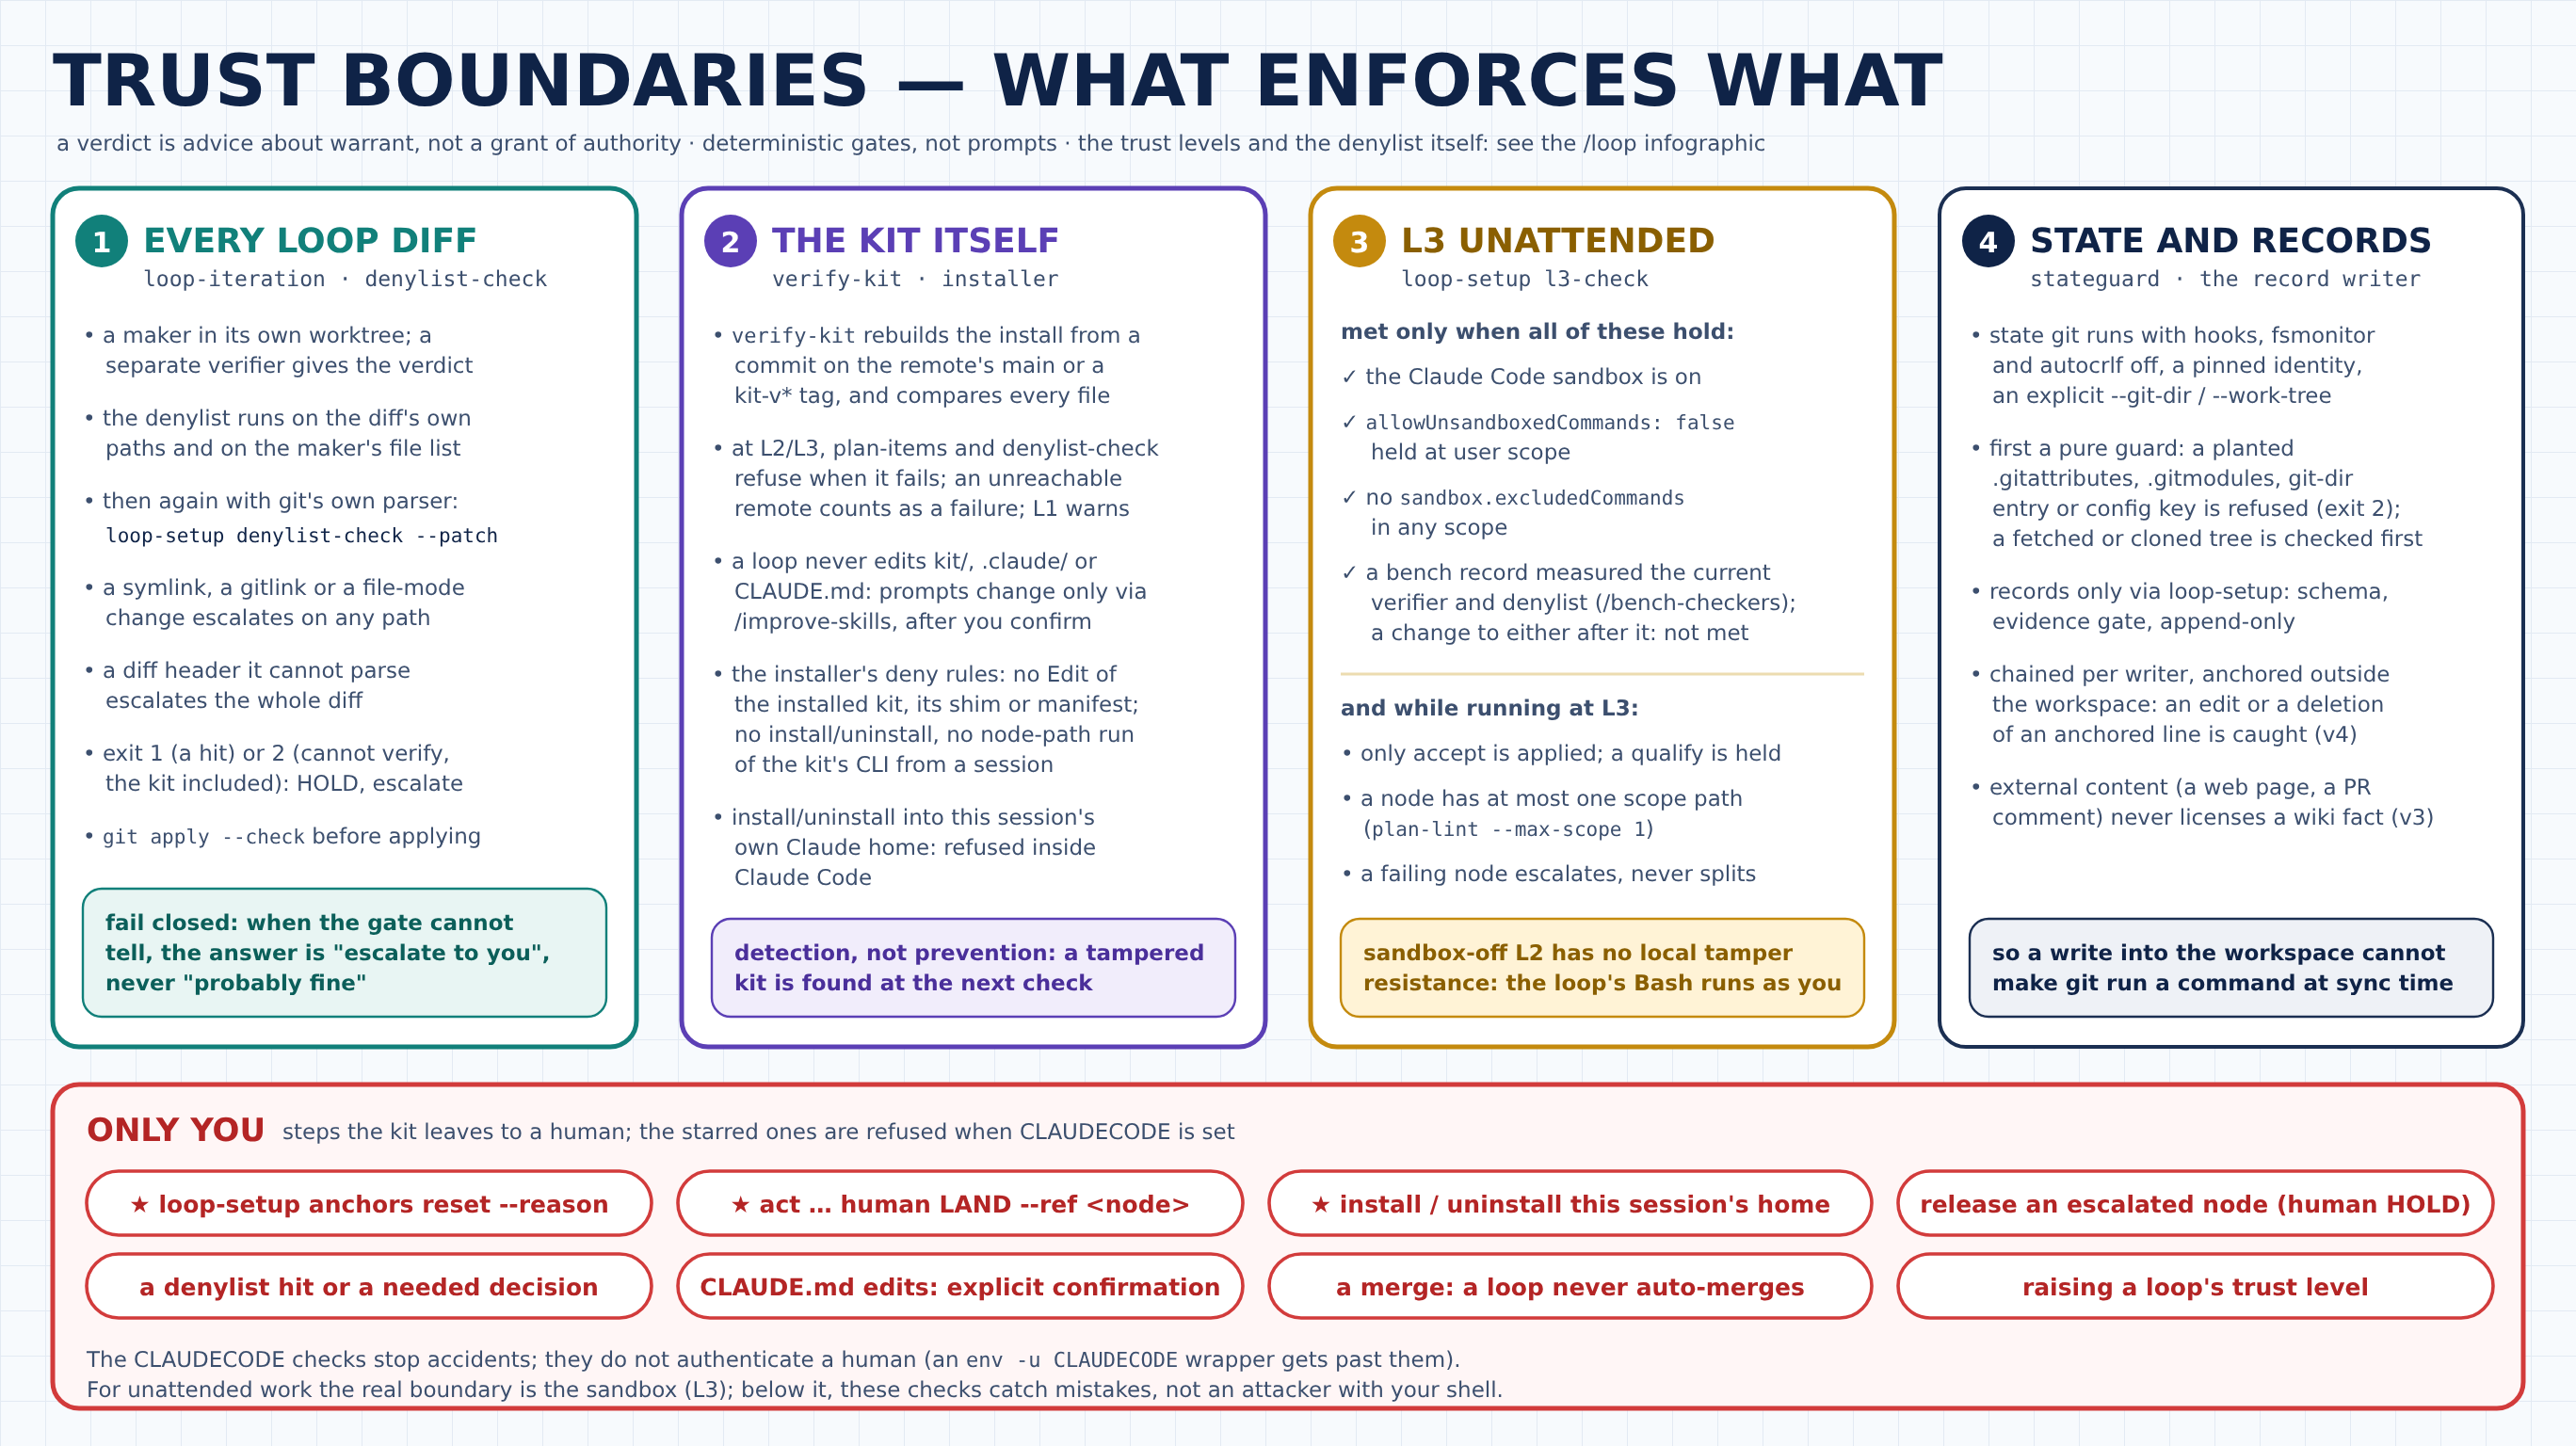 TRUST BOUNDARIES — WHAT ENFORCES WHAT
a verdict is advice about warrant, not a grant of authority · deterministic gates, not prompts · the trust levels and the denylist itself: see the /loop infographic
1 EVERY LOOP DIFF
loop-iteration · denylist-check
• a maker in its own worktree; a
separate verifier gives the verdict
• the denylist runs on the diff's own
paths and on the maker's file list
• then again with git's own parser:
loop-setup denylist-check --patch
• a symlink, a gitlink or a file-mode
change escalates on any path
• a diff header it cannot parse
escalates the whole diff
• exit 1 (a hit) or 2 (cannot verify,
the kit included): HOLD, escalate
• git apply --check before applying
fail closed: when the gate cannot
tell, the answer is "escalate to you",
never "probably fine"
2 THE KIT ITSELF
verify-kit · installer
• verify-kit rebuilds the install from a
commit on the remote's main or a
kit-v* tag, and compares every file
• at L2/L3, plan-items and denylist-check
refuse when it fails; an unreachable
remote counts as a failure; L1 warns
• a loop never edits kit/, .claude/ or
CLAUDE.md: prompts change only via
/improve-skills, after you confirm
• the installer's deny rules: no Edit of
the installed kit, its shim or manifest;
no install/uninstall, no node-path run
of the kit's CLI from a session
• install/uninstall into this session's
own Claude home: refused inside
Claude Code
detection, not prevention: a tampered
kit is found at the next check
3 L3 UNATTENDED
loop-setup l3-check
met only when all of these hold:
✓ the Claude Code sandbox is on
✓ allowUnsandboxedCommands: false
held at user scope
✓ no sandbox.excludedCommands
in any scope
✓ a bench record measured the current
verifier and denylist (/bench-checkers);
a change to either after it: not met
and while running at L3:
• only accept is applied; a qualify is held
• a node has at most one scope path
(plan-lint --max-scope 1)
• a failing node escalates, never splits
sandbox-off L2 has no local tamper
resistance: the loop's Bash runs as you
4 STATE AND RECORDS
stateguard · the record writer
• state git runs with hooks, fsmonitor
and autocrlf off, a pinned identity,
an explicit --git-dir / --work-tree
• first a pure guard: a planted
.gitattributes, .gitmodules, git-dir
entry or config key is refused (exit 2);
a fetched or cloned tree is checked first
• records only via loop-setup: schema,
evidence gate, append-only
• chained per writer, anchored outside
the workspace: an edit or a deletion
of an anchored line is caught (v4)
• external content (a web page, a PR
comment) never licenses a wiki fact (v3)
so a write into the workspace cannot
make git run a command at sync time
ONLY YOU steps the kit leaves to a human; the starred ones are refused when CLAUDECODE is set
★ loop-setup anchors reset --reason
★ act … human LAND --ref <node>
★ install / uninstall this session's home
release an escalated node (human HOLD)
a denylist hit or a needed decision
CLAUDE.md edits: explicit confirmation
a merge: a loop never auto-merges
raising a loop's trust level
The CLAUDECODE checks stop accidents; they do not authenticate a human (an env -u CLAUDECODE wrapper gets past them).
For unattended work the real boundary is the sandbox (L3); below it, these checks catch mistakes, not an attacker with your shell.